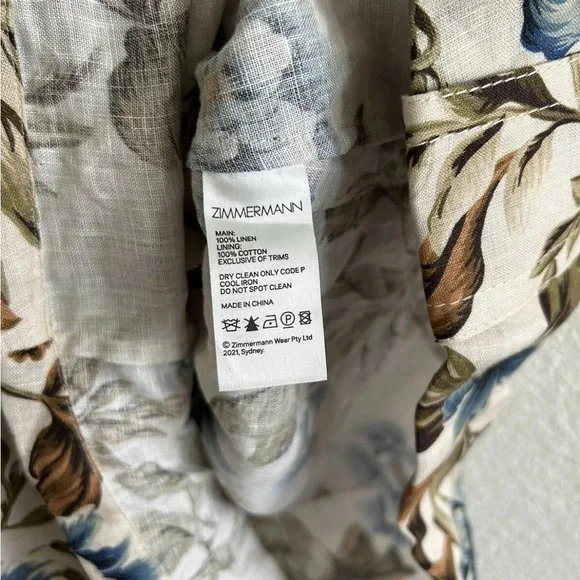 ZIMMERMANN
MAIN:
100% LINEN
LINING:
100% COTTON
EXCLUSIVE OF TRIMS
DRY CLEAN ONLY CODE P
COOL IRON
DO NOT SPOT CLEAN
MADE IN CHINA
P
© Zimmermann Wear Pty Ltd
2021, Sydney.